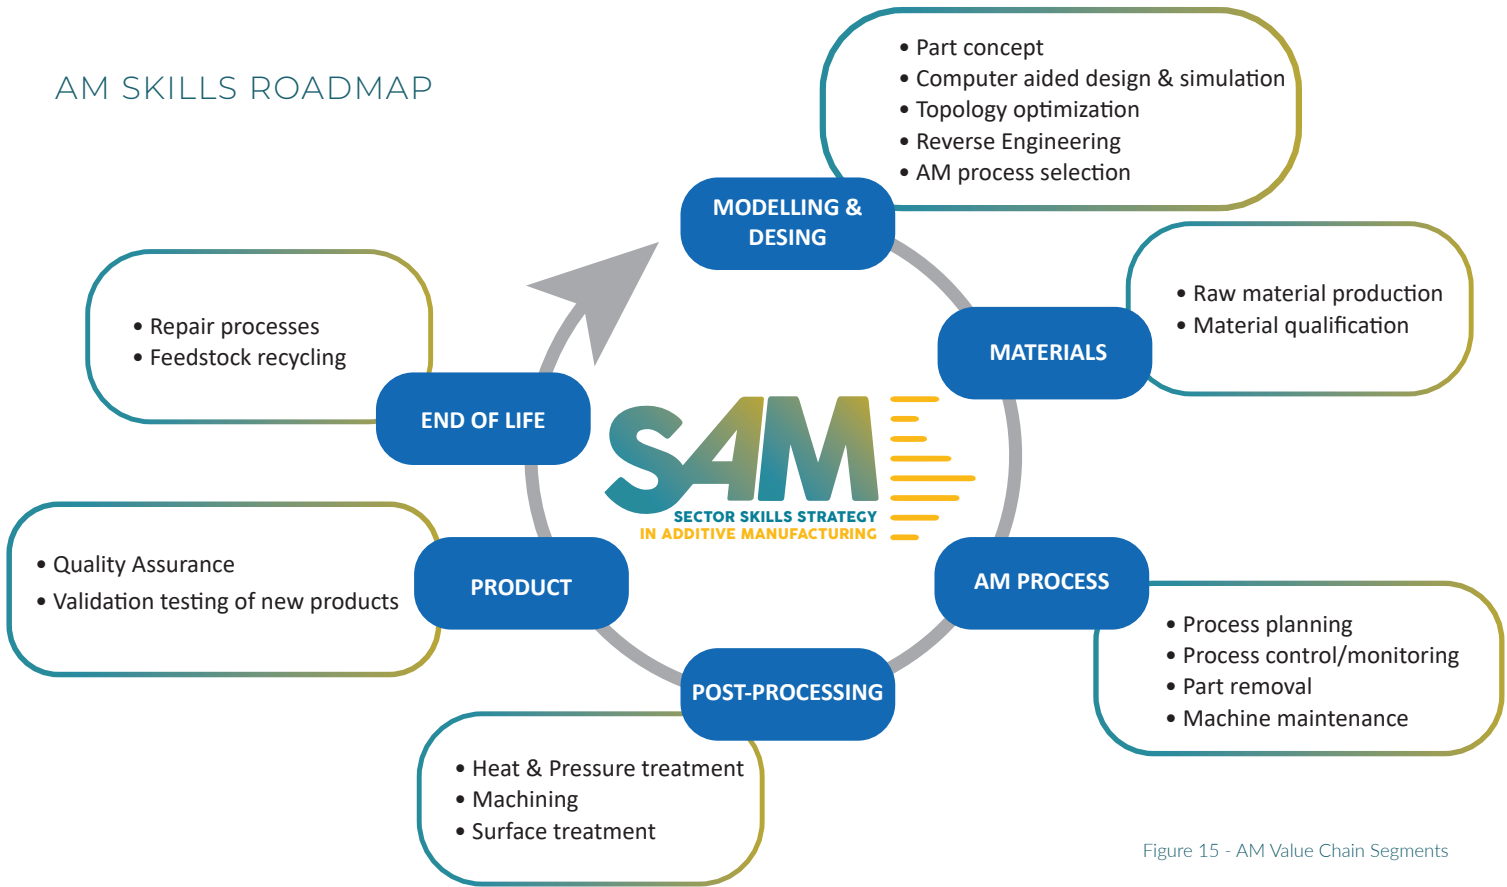 AM SKILLS ROADMAP
• Part concept
• Computer aided design & simulation
• Topology optimization
• Reverse Engineering
• AM process selection
MODELLING &
DESING
• Raw material production
• Material qualification
MATERIALS
• Repair processes
• Feedstock recycling
END OF LIFE
SAM
SECTOR SKILLS STRATEGY
IN ADDITIVE MANUFACTURING
• Quality Assurance
• Validation testing of new products
PRODUCT
AM PROCESS
• Process planning
• Process control/monitoring
• Part removal
• Machine maintenance
POST-PROCESSING
• Heat & Pressure treatment
• Machining
• Surface treatment
Figure 15 - AM Value Chain Segments